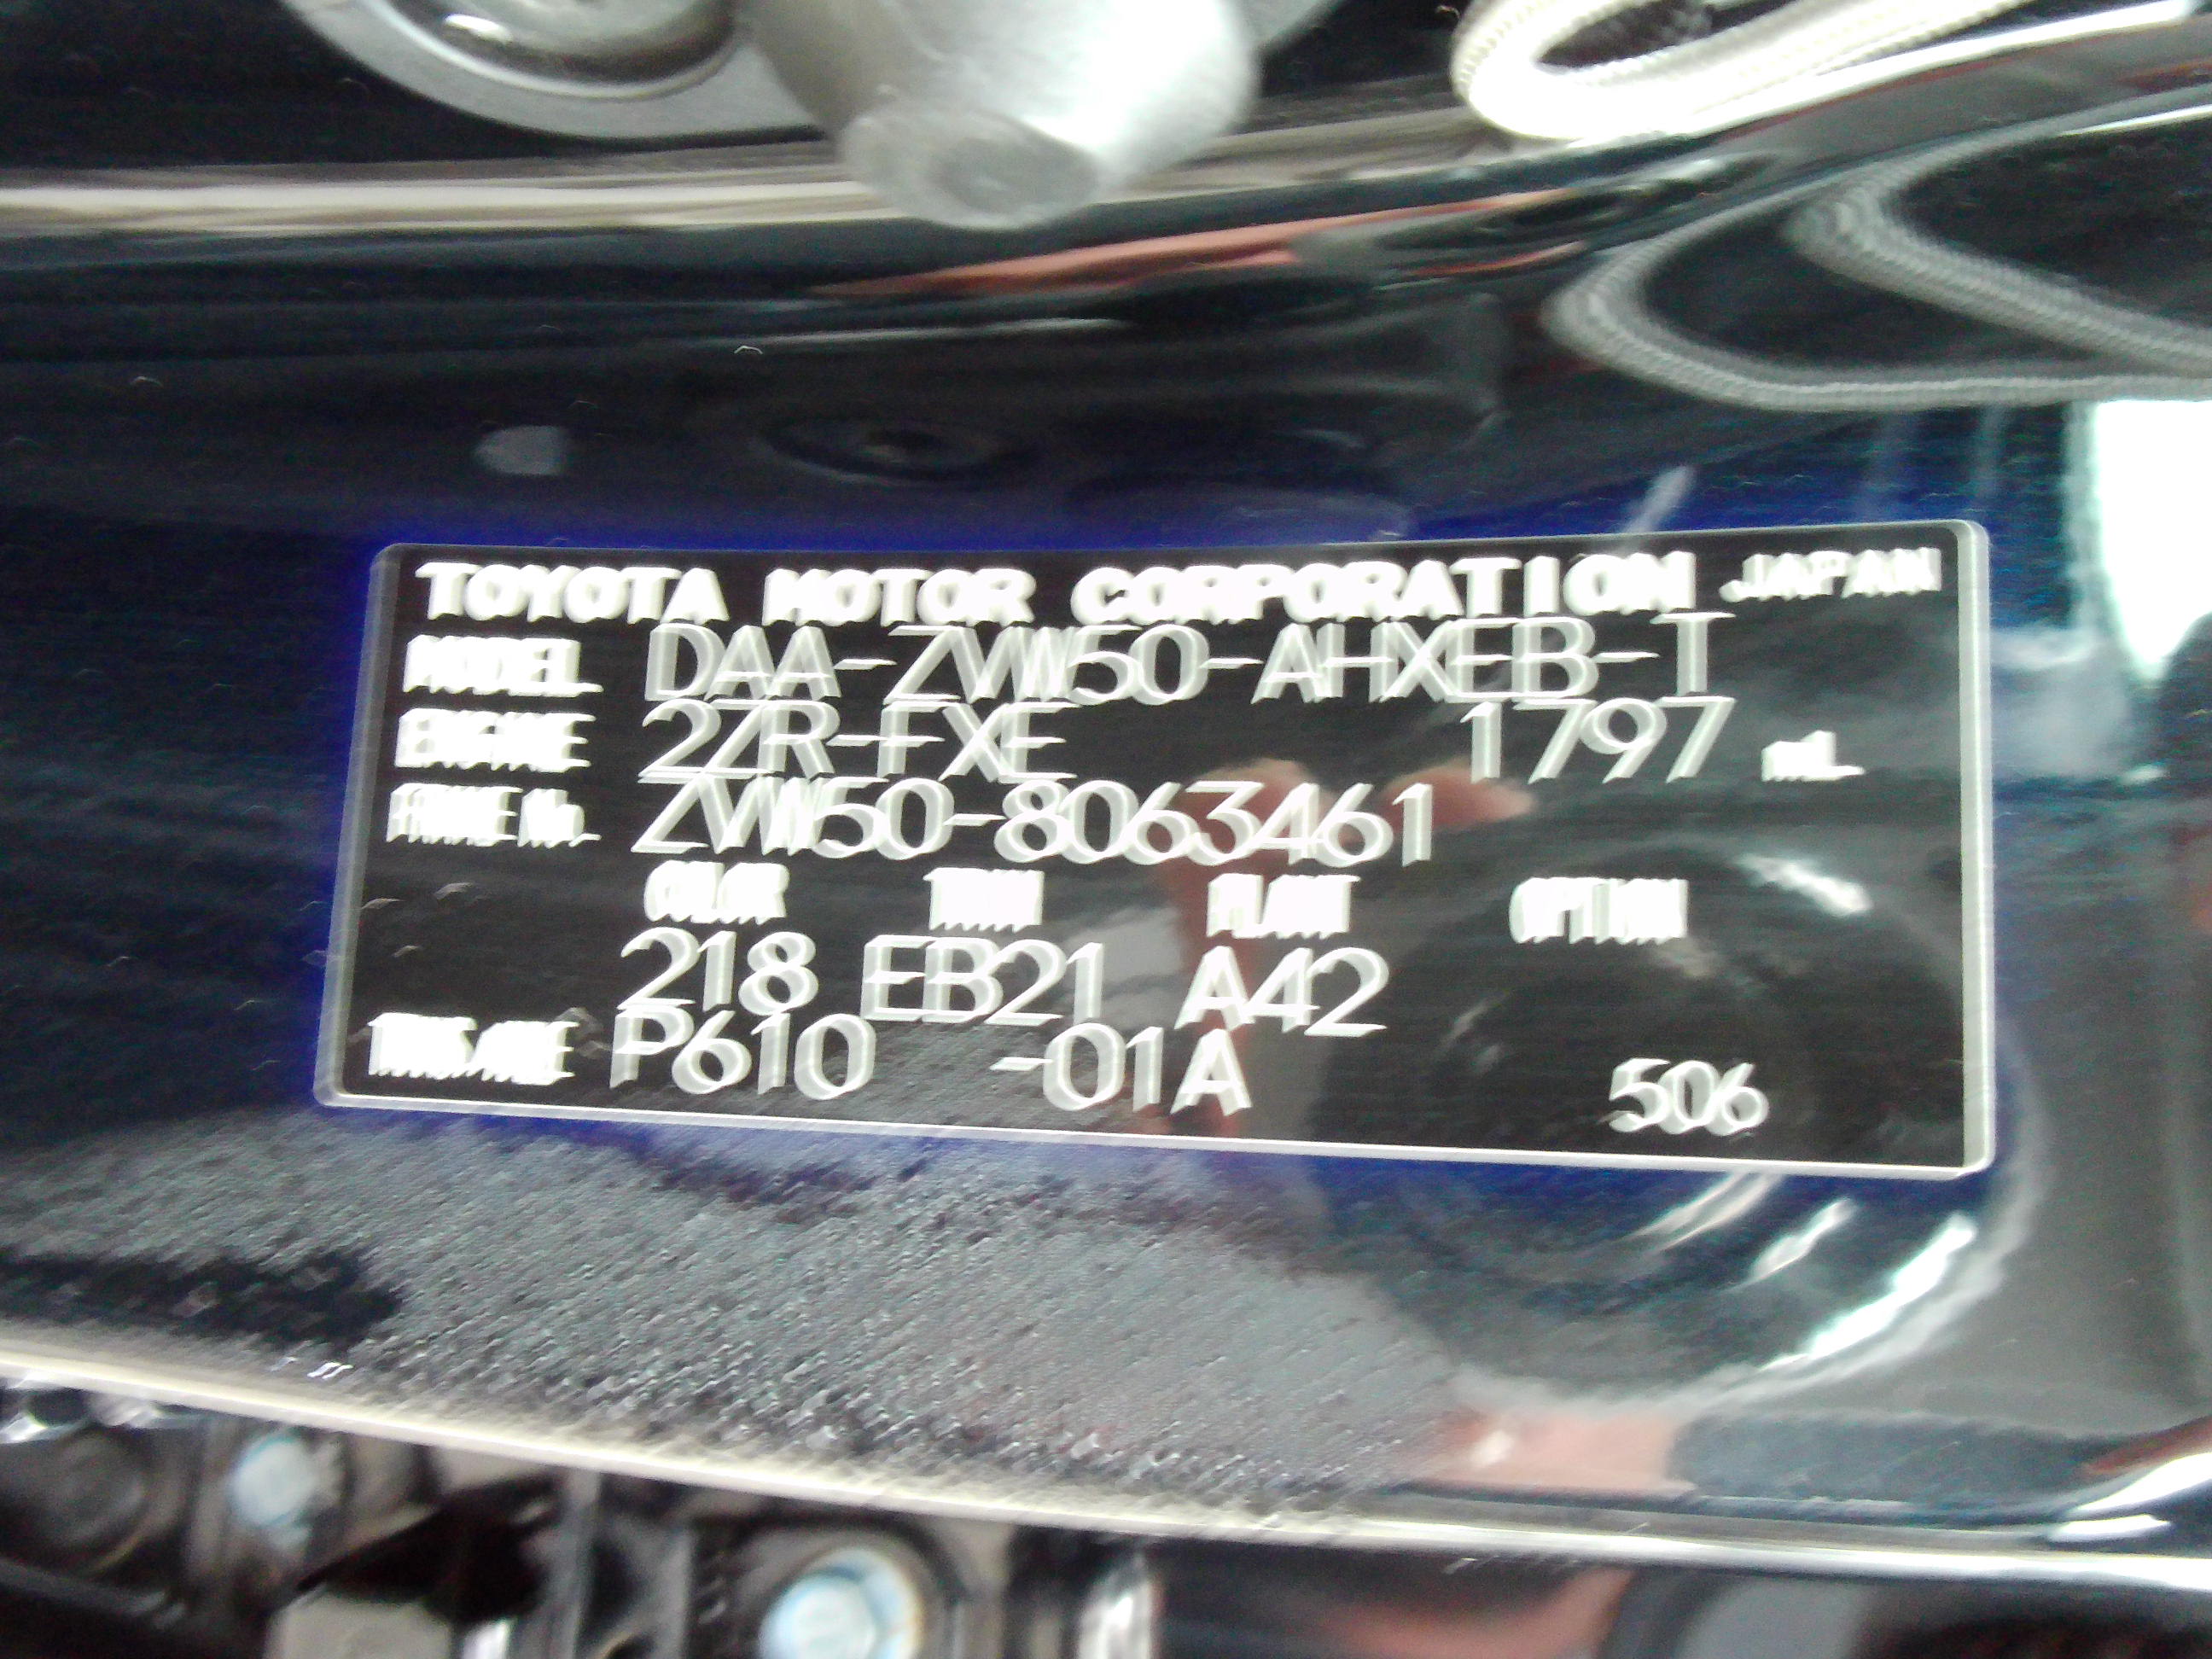 TOYOTA MOTOR CORPORATION JAPAN
MODEL DAA-ZVW50-AHXEB-T
ENGINE 2ZR-FXE 1797 mL
FRAME No. ZVW50-8063461
COLOR TRIM PLANT OPTION
218 EB21 A42
TRANS/AXLE P610 -01A 506